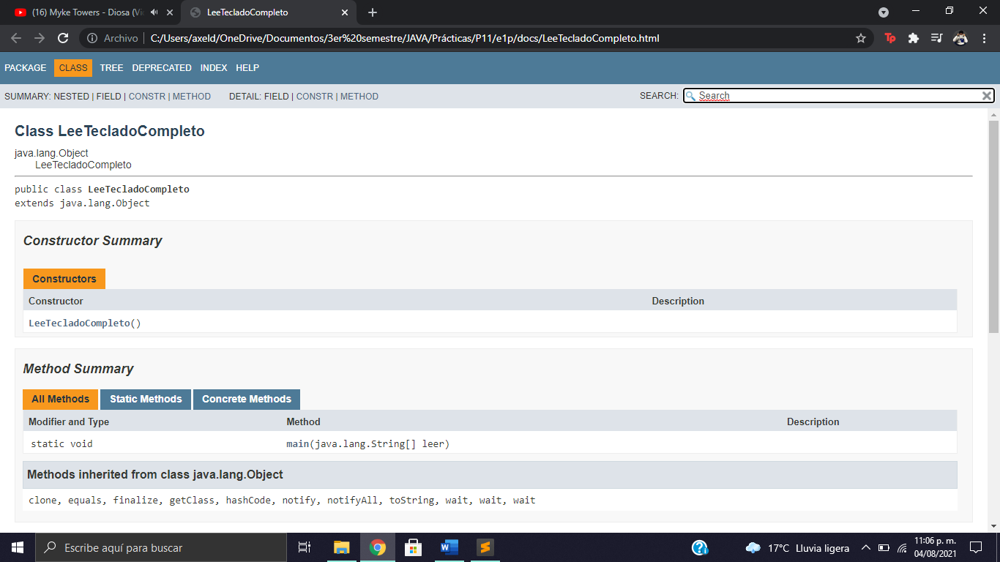 (16) Myke Towers - Diosa (Vi
LeeTecladoCompleto
Archivo
C:/Users/axeld/OneDrive/Documentos/3er%20semestre/JAVA/Prácticas/P11/e1p/docs/LeeTecladoCompleto.html
Tp
PACKAGE CLASS TREE DEPRECATED INDEX HELP
SUMMARY: NESTED | FIELD | CONSTR | METHOD DETAIL: FIELD | CONSTR | METHOD
SEARCH: Search
Class LeeTecladoCompleto
java.lang.Object
LeeTecladoCompleto
public class LeeTecladoCompleto
extends java.lang.Object
Constructor Summary
Constructors
Constructor Description
LeeTecladoCompleto()
Method Summary
All Methods Static Methods Concrete Methods
Modifier and Type Method Description
static void main(java.lang.String[] leer)
Methods inherited from class java.lang.Object
clone, equals, finalize, getClass, hashCode, notify, notifyAll, toString, wait, wait, wait
Escribe aquí para buscar
17°C Lluvia ligera
11:06 p. m.
04/08/2021